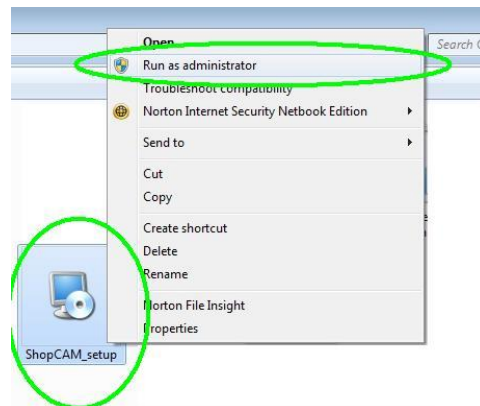 Open
Search
Run as administrator
Troubleshoot compatibility
Norton Internet Security Netbook Edition
Send to
Cut
Copy
Create shortcut
Delete
Rename
Norton File Insight
Properties
ShopCAM_setup